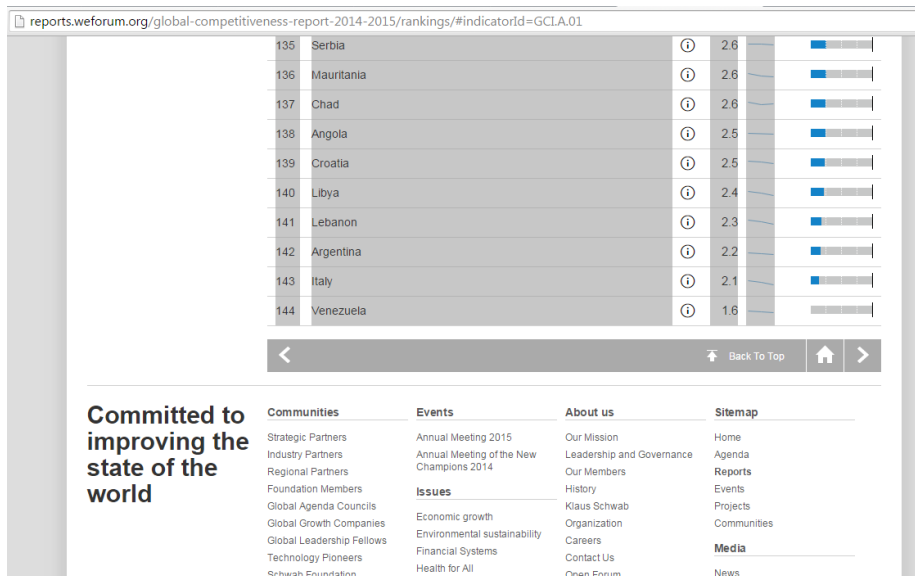 reports.weforum.org/global-competitiveness-report-2014-2015/rankings/#indicatorId=GCI.A.01
135 Serbia 2.6
136 Mauritania 2.6
137 Chad 2.6
138 Angola 2.5
139 Croatia 2.5
140 Libya 2.4
141 Lebanon 2.3
142 Argentina 2.2
143 Italy 2.1
144 Venezuela 1.6
Back To Top
Committed to
improving the
state of the
world
Communities
Strategic Partners
Industry Partners
Regional Partners
Foundation Members
Global Agenda Councils
Global Growth Companies
Global Leadership Fellows
Technology Pioneers
Schwab Foundation
Events
Annual Meeting 2015
Annual Meeting of the New
Champions 2014
Issues
Economic growth
Environmental sustainability
Financial Systems
Health for All
About us
Our Mission
Leadership and Governance
Our Members
History
Klaus Schwab
Organization
Careers
Contact Us
Open Forum
Sitemap
Home
Agenda
Reports
Events
Projects
Communities
Media
News